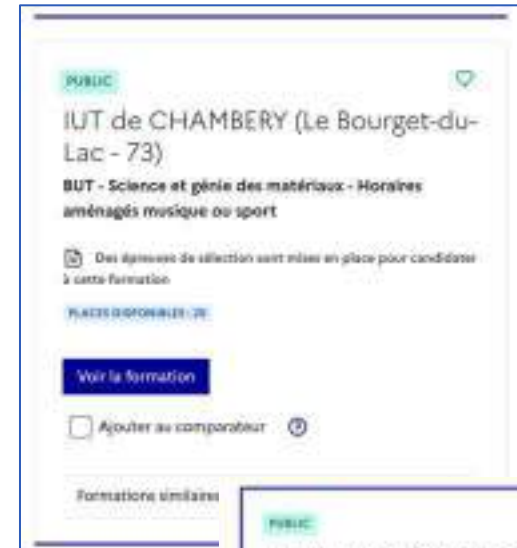 PUBLIC
IUT de CHAMBERY (Le Bourget-du-
Lac - 73)
BUT - Science et génie des matériaux - Horaires
aménagés musique ou sport
Des épreuves de sélection sont mises en place pour candidater
à cette formation
PLACES DISPONIBLES : 28
Voir la formation
Ajouter au comparateur
Formations similaires
PUBLIC